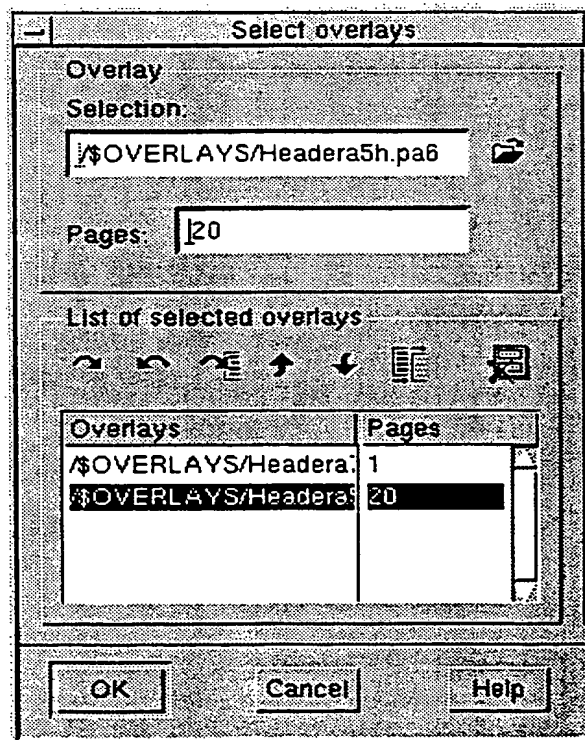 Select overlays
Overlay
Selection:
/$OVERLAYS/Headera5h.pa6
Pages: 20
List of selected overlays
Overlays Pages
/$OVERLAYS/Headera 1
/$OVERLAYS/Headera 20
OK Cancel Help